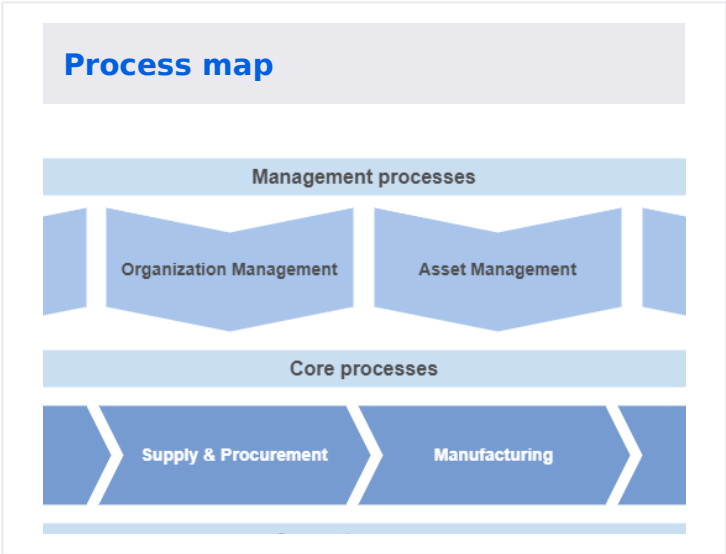 Process map
Management processes
Organization Management
Asset Management
Core processes
Supply & Procurement
Manufacturing